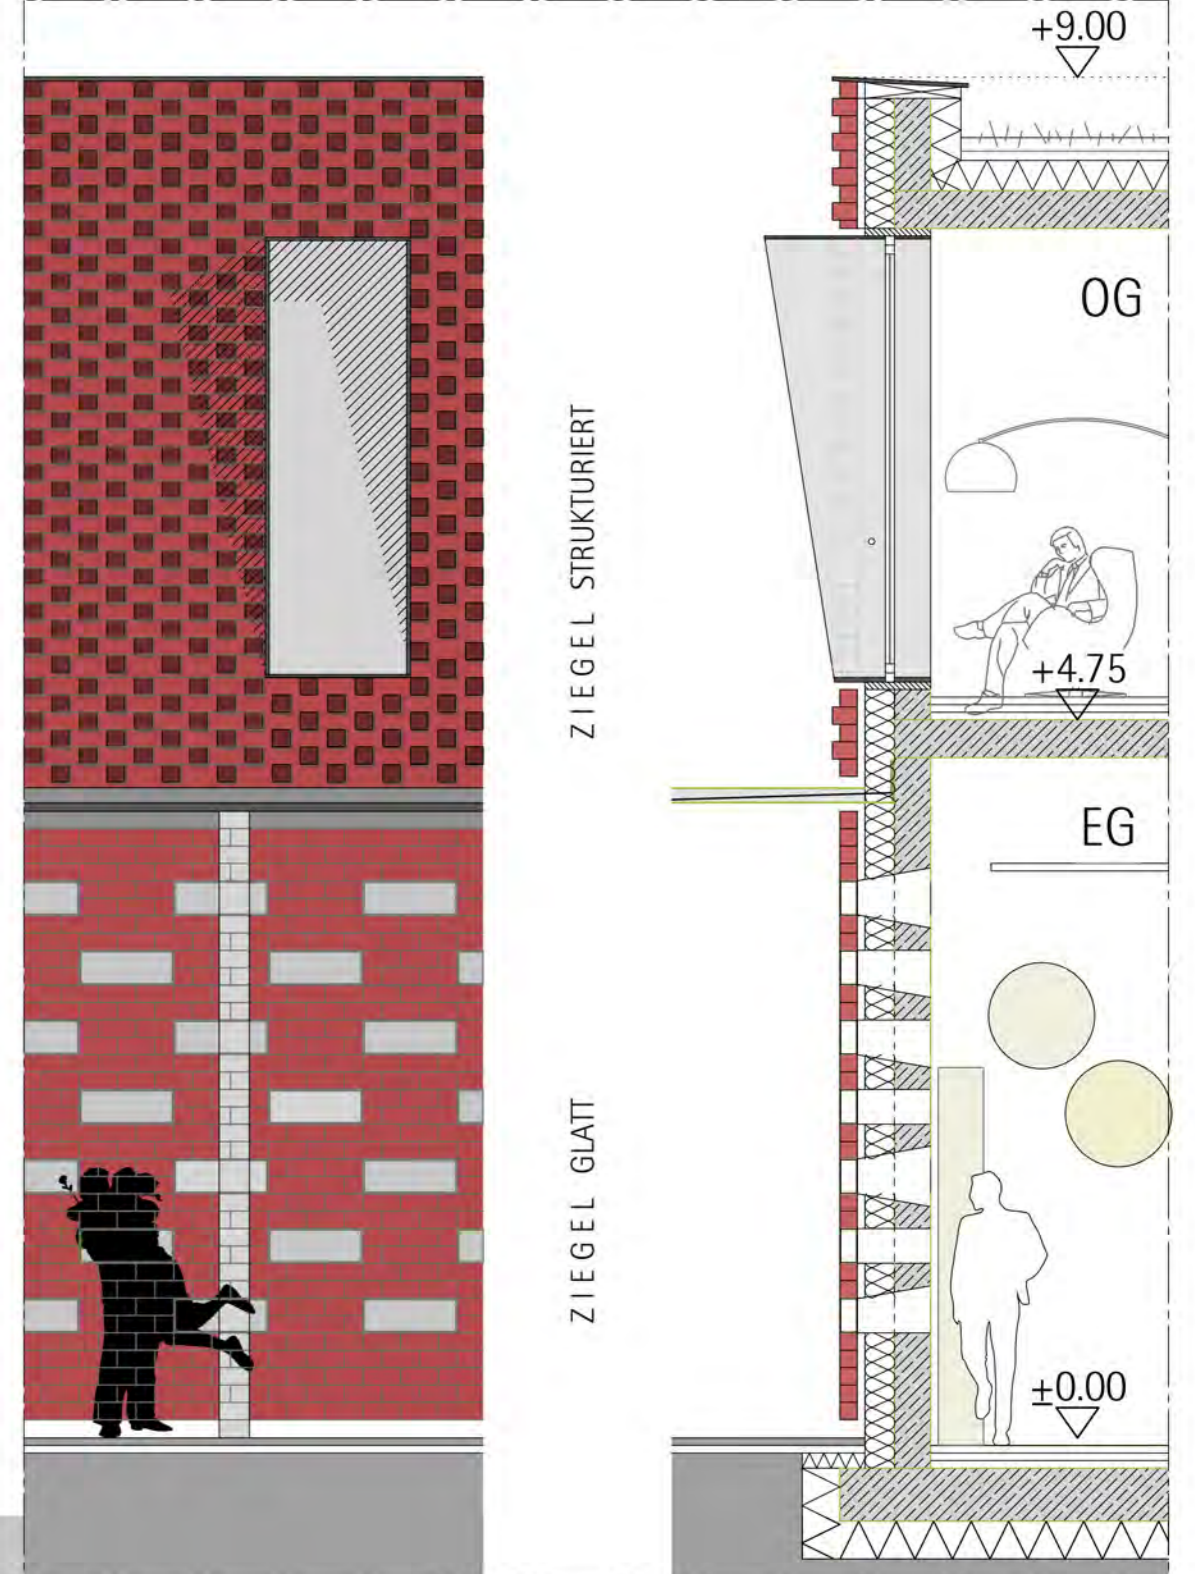 +9.00
OG
ZIEGEL STRUKTURIERT
+4.75
EG
ZIEGEL GLATT
±0.00